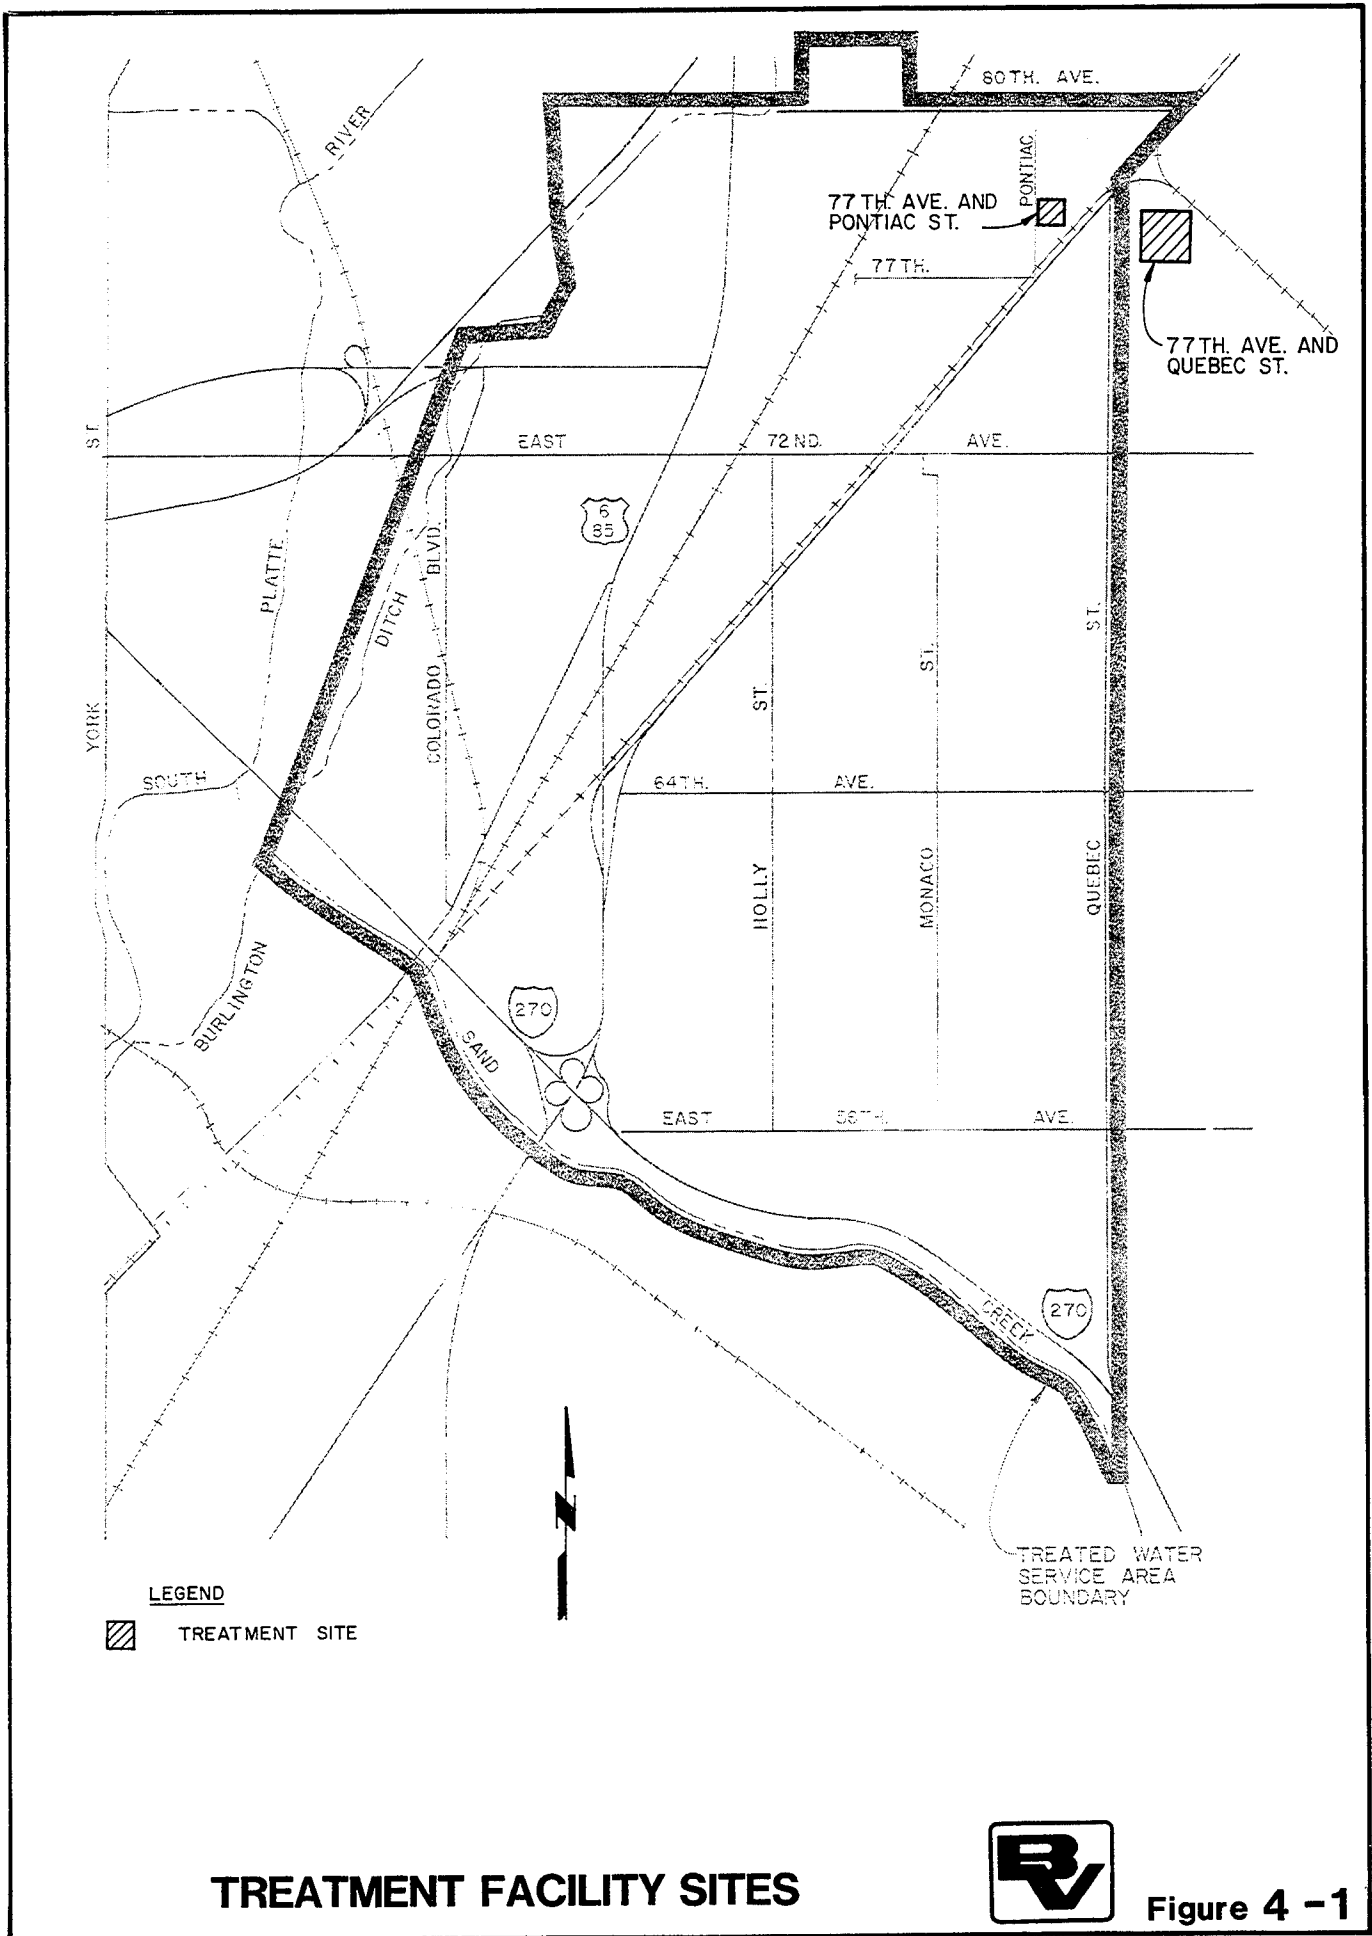 80TH. AVE.
RIVER
PONTIAC
77TH. AVE. AND
PONTIAC ST.
77TH.
77TH. AVE. AND
QUEBEC ST.
ST.
EAST 72ND. AVE.
6
85
PLATTE
DITCH
BLVD.
COLORADO
ST.
ST.
ST.
YORK
SOUTH
64TH. AVE.
HOLLY
MONACO
QUEBEC
BURLINGTON
270
SAND
EAST 56TH. AVE.
CREEK
270
TREATED WATER
SERVICE AREA
BOUNDARY
N
LEGEND
TREATMENT SITE
TREATMENT FACILITY SITES
BV
Figure 4-1